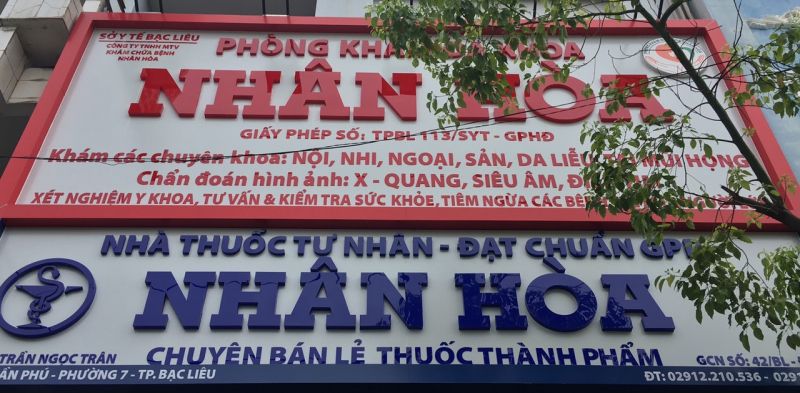 SỞ Y TẾ BẠC LIÊU
CÔNG TY TNHH MTV
KHÁM CHỮA BỆNH
NHÂN HÒA
PHÒNG KHÁM ĐA KHOA
NHÂN HÒA
GIẤY PHÉP SỐ: TPBL 113/SYT - GPHĐ
Khám các chuyên khoa: NỘI, NHI, NGOẠI, SẢN, DA LIỄU, TAI MŨI HỌNG
Chẩn đoán hình ảnh: X - QUANG, SIÊU ÂM,
XÉT NGHIỆM Y KHOA, TƯ VẤN & KIỂM TRA SỨC KHỎE, TIÊM NGỪA CÁC
NHÀ THUỐC TƯ NHÂN - ĐẠT CHUẨN
NHÂN HÒA
CHUYÊN BÁN LẺ THUỐC THÀNH PHẨM
TRẦN NGỌC TRÂN
GCN SỐ: 42/BL -
PHÚ - PHƯỜNG 7 - TP. BẠC LIÊU
ĐT: 02912.210.536 -